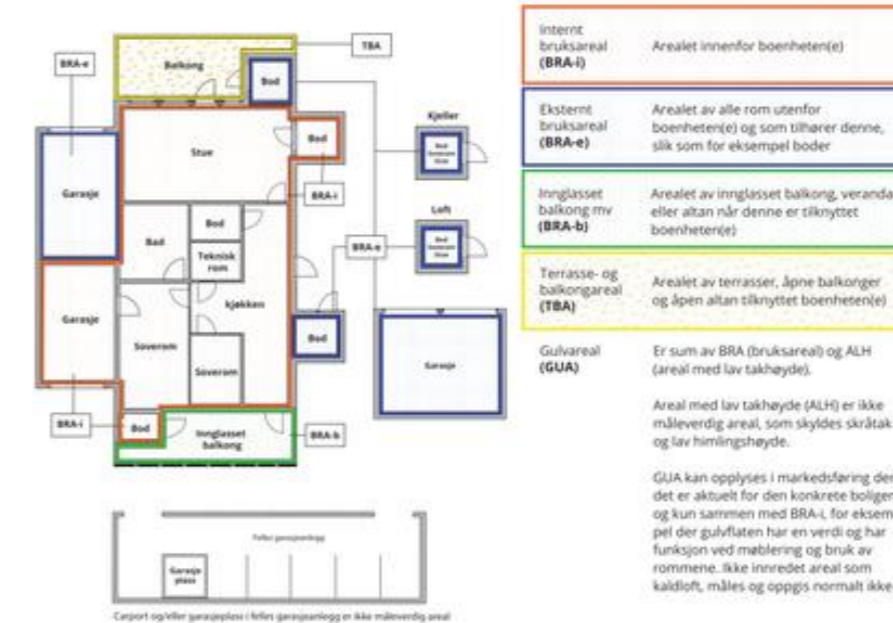 TBA
BRA-e
Balkong
Bod
Kjeller
Stue
Bod
Bod
Garasje
BRA-i
Loft
Bad
Bod
Teknisk
rom
BRA-e
Bod
Garasje
kjøkken
Soverom
Bod
Garasje
Soverom
BRA-i
Bod
Innglasset
balkong
BRA-b
Felles garasjeanlegg
Garasje
plass
Carport og/eller garasjeplass i felles garasjeanlegg er ikke måleverdig areal
Internt
bruksareal
(BRA-i)
Arealet innenfor boenheten(e)
Eksternt
bruksareal
(BRA-e)
Arealet av alle rom utenfor
boenheten(e) og som tilhører denne,
slik som for eksempel boder
Innglasset
balkong mv
(BRA-b)
Arealet av innglasset balkong, veranda
eller altan når denne er tilknyttet
boenheten(e)
Terrasse- og
balkongareal
(TBA)
Arealet av terrasser, åpne balkonger
og åpen altan tilknyttet boenheten(e)
Gulvareal
(GUA)
Er sum av BRA (bruksareal) og ALH
(areal med lav takhøyde).
Areal med lav takhøyde (ALH) er ikke
måleverdig areal, som skyldes skråtak
og lav himlingshøyde.
GUA kan opplyses i markedsføring der
det er aktuelt for den konkrete boligen
og kun sammen med BRA-i, for eksem
pel der gulvflaten har en verdi og har
funksjon ved møblering og bruk av
rommene. Ikke innredet areal som
kaldloft, måles og oppgis normalt ikke